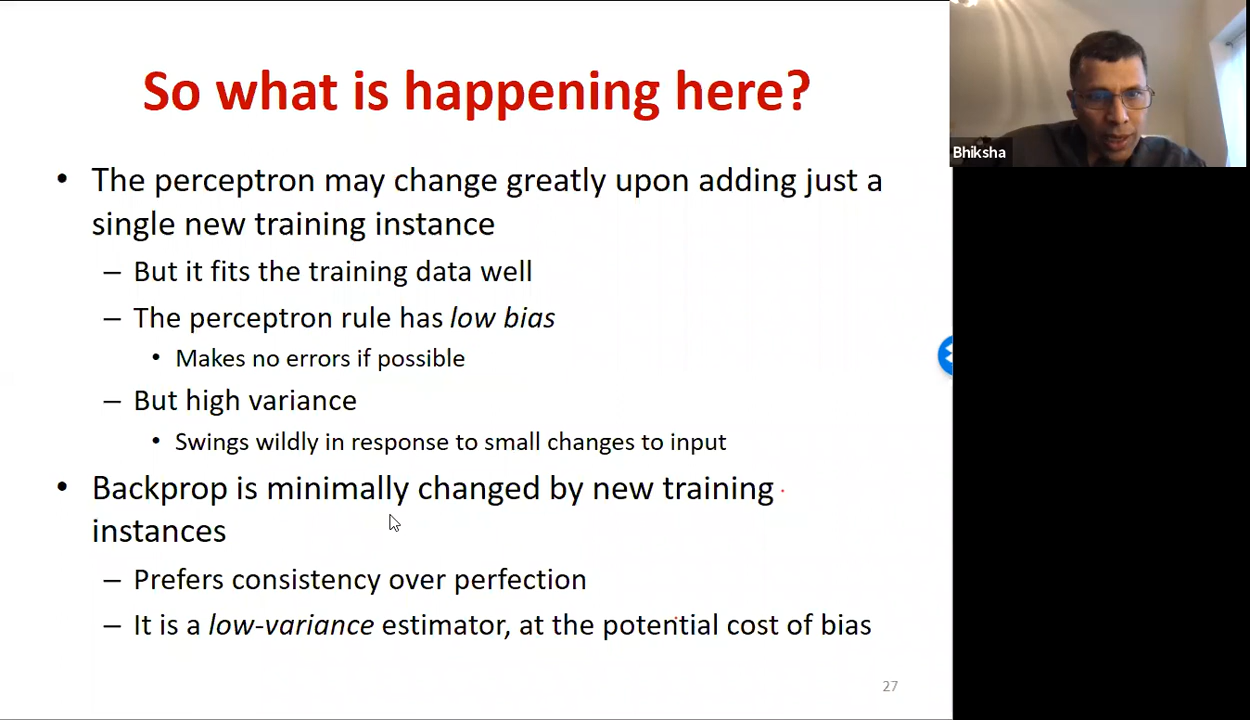 So what is happening here?
• The perceptron may change greatly upon adding just a
single new training instance
– But it fits the training data well
– The perceptron rule has low bias
• Makes no errors if possible
– But high variance
• Swings wildly in response to small changes to input
• Backprop is minimally changed by new training
instances
– Prefers consistency over perfection
– It is a low-variance estimator, at the potential cost of bias
27
Bhiksha